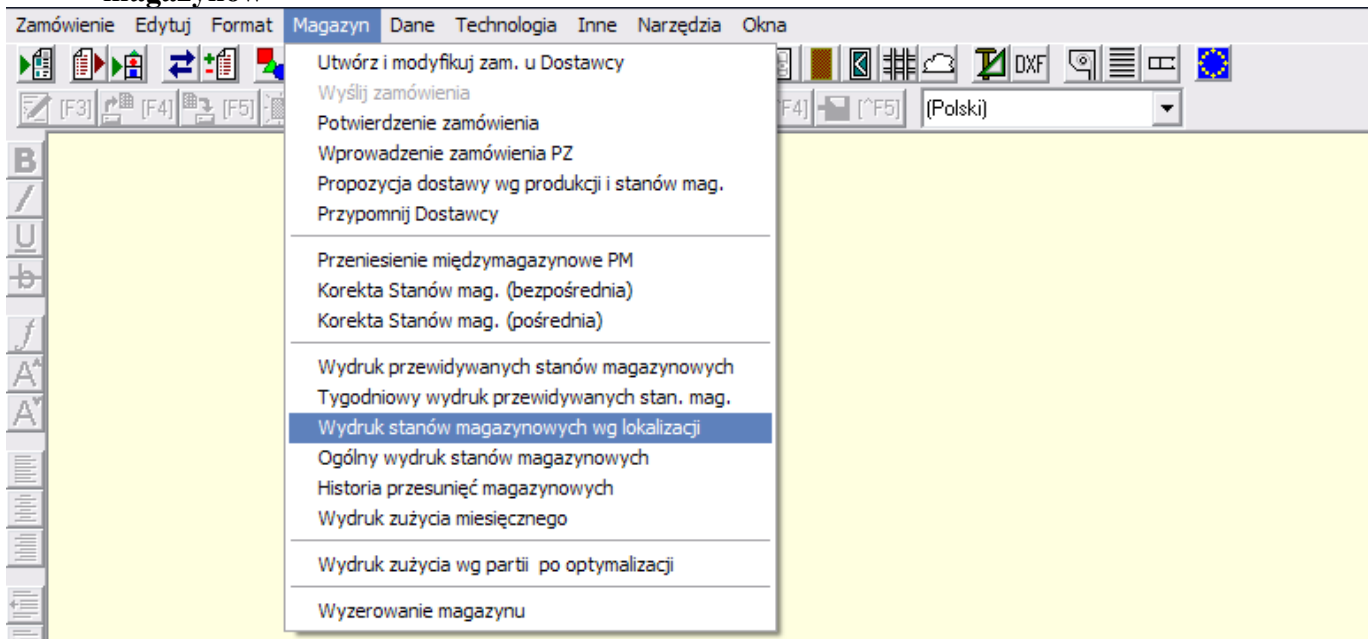 magazynów
Zamówienie Edytuj Format Magazyn Dane Technologia Inne Narzędzia Okna
DXF
[F3] [F4] [F5] F4] [^F5] (Polski)
B
I
U
b
f
A
A
Utwórz i modyfikuj zam. u Dostawcy
Wyślij zamówienia
Potwierdzenie zamówienia
Wprowadzenie zamówienia PZ
Propozycja dostawy wg produkcji i stanów mag.
Przypomnij Dostawcy
Przeniesienie międzymagazynowe PM
Korekta Stanów mag. (bezpośrednia)
Korekta Stanów mag. (pośrednia)
Wydruk przewidywanych stanów magazynowych
Tygodniowy wydruk przewidywanych stan. mag.
Wydruk stanów magazynowych wg lokalizacji
Ogólny wydruk stanów magazynowych
Historia przesunięć magazynowych
Wydruk zużycia miesięcznego
Wydruk zużycia wg partii po optymalizacji
Wyzerowanie magazynu